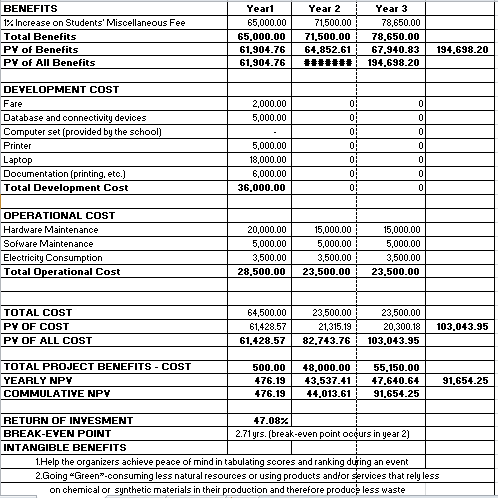 BENEFITS Year1 Year 2 Year 3
1% Increase on Students' Miscellaneous Fee 65,000.00 71,500.00 78,650.00
Total Benefits 65,000.00 71,500.00 78,650.00
PV of Benefits 61,904.76 64,852.61 67,940.83 194,698.20
PV of All Benefits 61,904.76 ####### 194,698.20
DEVELOPMENT COST
Fare 2,000.00 0 0
Database and connectivity devices 5,000.00 0 0
Computer set (provided by the school) - 0 0
Printer 5,000.00 0 0
Laptop 18,000.00 0 0
Documentation (printing, etc.) 6,000.00 0 0
Total Development Cost 36,000.00 0 0
OPERATIONAL COST
Hardware Maintenance 20,000.00 15,000.00 15,000.00
Sofware Maintenance 5,000.00 5,000.00 5,000.00
Electricity Consumption 3,500.00 3,500.00 3,500.00
Total Operational Cost 28,500.00 23,500.00 23,500.00
TOTAL COST 64,500.00 23,500.00 23,500.00
PV OF COST 61,428.57 21,315.19 20,300.18 103,043.95
PV OF ALL COST 61,428.57 82,743.76 103,043.95
TOTAL PROJECT BENEFITS - COST 500.00 48,000.00 55,150.00
YEARLY NPV 476.19 43,537.41 47,640.64 91,654.25
COMMULATIVE NPV 476.19 44,013.61 91,654.25
RETURN OF INVESMENT 47.08%
BREAK-EVEN POINT 2.71 yrs. (break-even point occurs in year 2)
INTANGIBLE BENEFITS
1.Help the organizers achieve peace of mind in tabulating scores and ranking during an event
2.Going "Green"-consuming less natural resources or using products and/or services that rely less
on chemical or synthetic materials in their production and therefore produce less waste